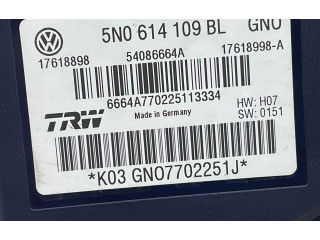 5N0 614 109 BL GNO
17618898 54086664A 17618998-A
6664A770225113334
TRW Made in Germany HW: H07
SW: 0151
*K03 GNO7702251J*